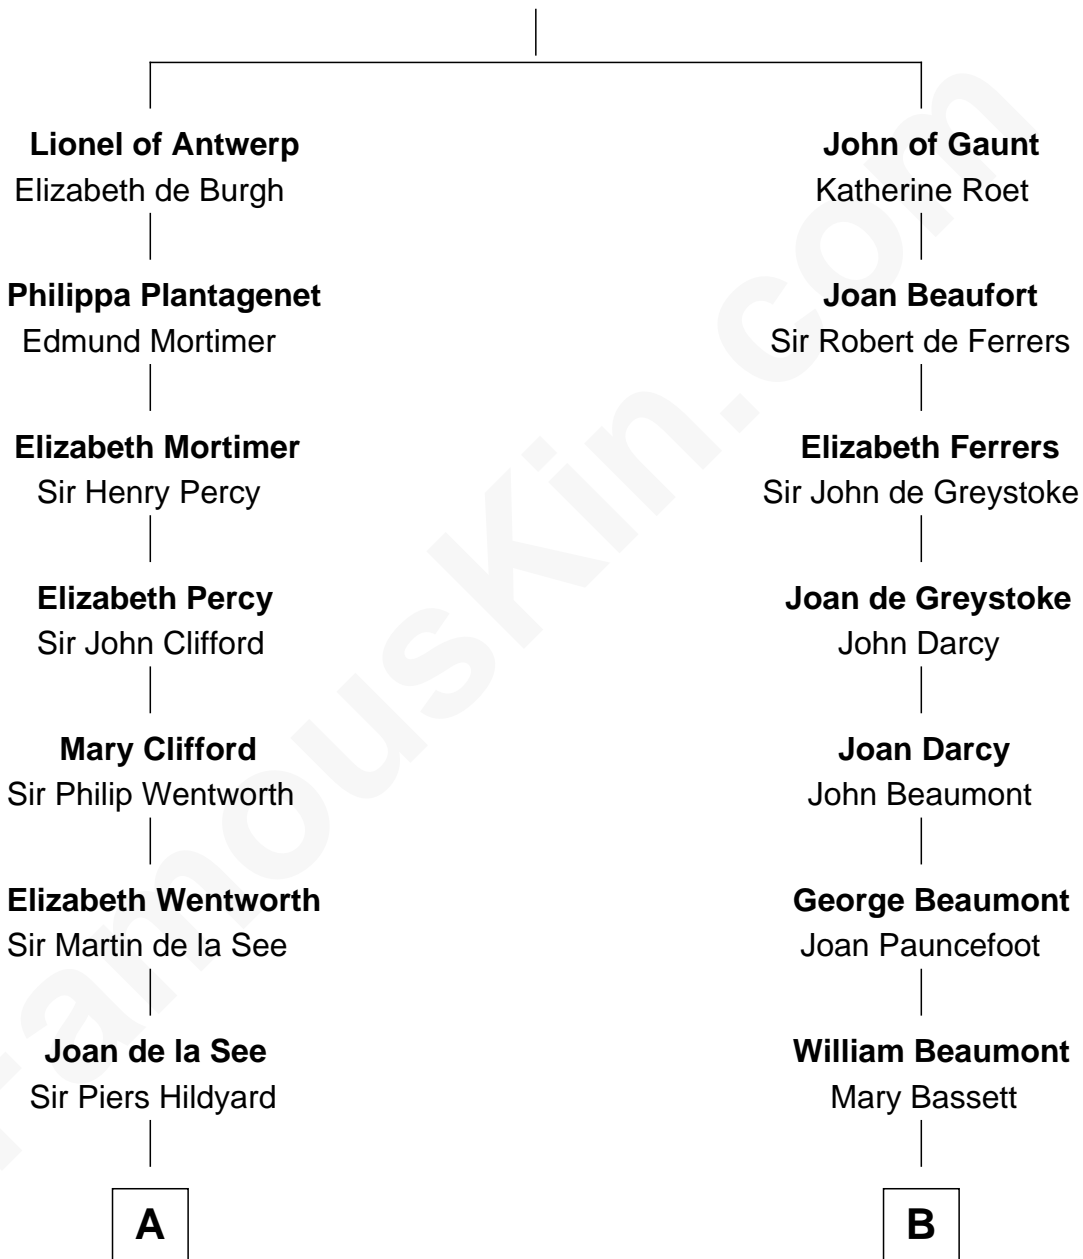 Lionel of Antwerp
Elizabeth de Burgh
Philippa Plantagenet
Edmund Mortimer
Elizabeth Mortimer
Sir Henry Percy
Elizabeth Percy
Sir John Clifford
Mary Clifford
Sir Philip Wentworth
Elizabeth Wentworth
Sir Martin de la See
Joan de la See
Sir Piers Hildyard
A
John of Gaunt
Katherine Roet
Joan Beaufort
Sir Robert de Ferrers
Elizabeth Ferrers
Sir John de Greystoke
Joan de Greystoke
John Darcy
Joan Darcy
John Beaumont
George Beaumont
Joan Pauncefoot
William Beaumont
Mary Bassett
B
FamousKin.com